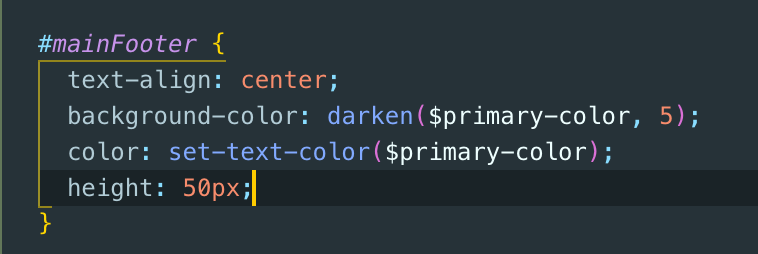 #mainFooter {
text-align: center;
background-color: darken($primary-color, 5);
color: set-text-color($primary-color);
height: 50px;
}